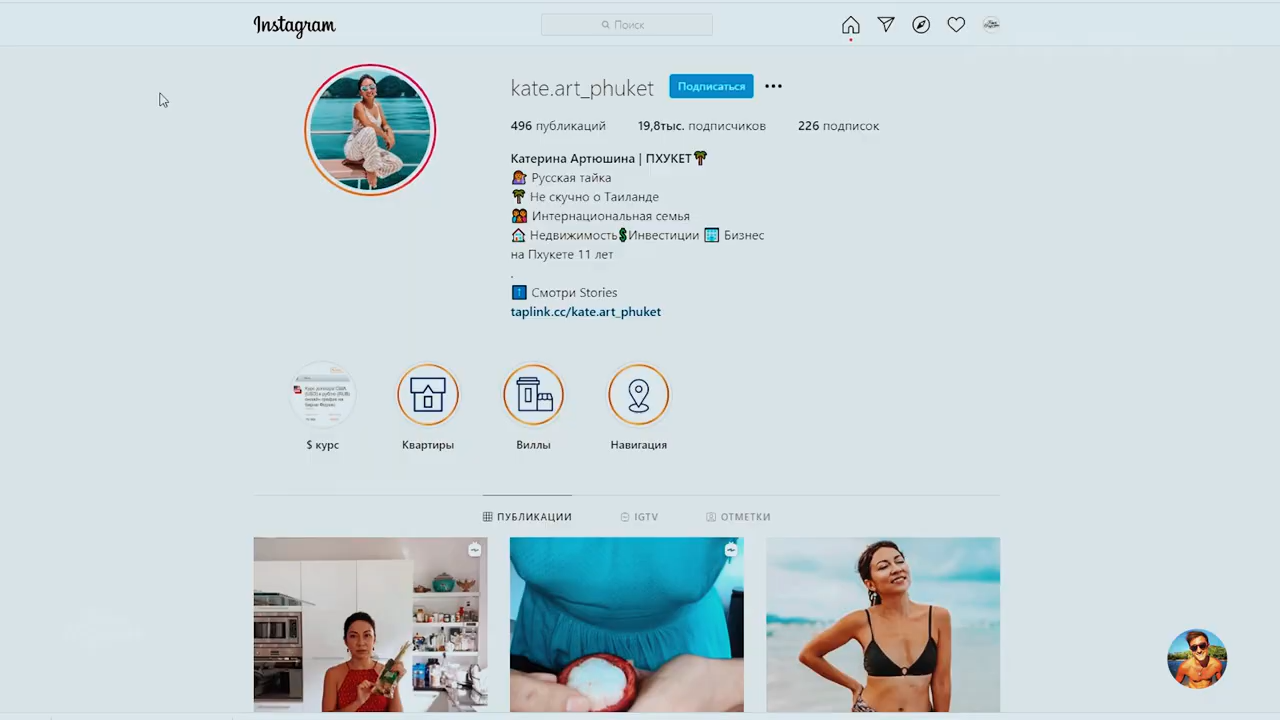 Instagram
Поиск
kate.art_phuket
Подписаться
496 публикаций 19,8тыс. подписчиков 226 подписок
Катерина Артюшина | ПХУКЕТ
Русская тайка
Не скучно о Таиланде
Интернациональная семья
Недвижимость Инвестиции Бизнес
на Пхукете 11 лет
.
Смотри Stories
taplink.cc/kate.art_phuket
$ курс Квартиры Виллы Навигация
ПУБЛИКАЦИИ IGTV ОТМЕТКИ